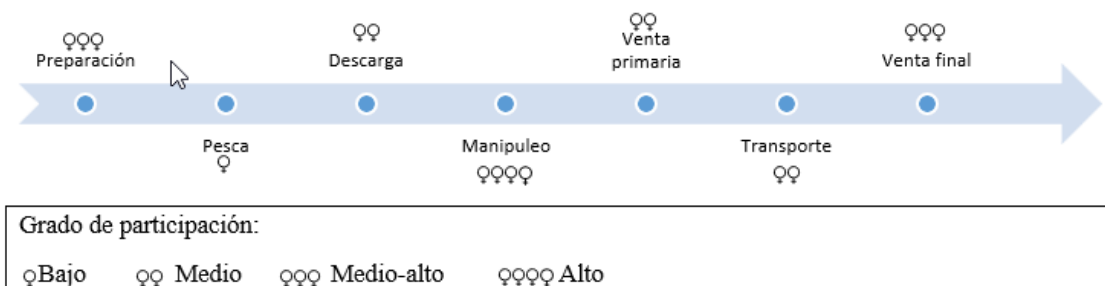 ♀♀♀
Preparación
♀♀
Descarga
♀♀
Venta
primaria
♀♀♀
Venta final
Pesca
♀
Manipuleo
♀♀♀♀
Transporte
♀♀
Grado de participación:
♀Bajo ♀♀ Medio ♀♀♀ Medio-alto ♀♀♀♀ Alto